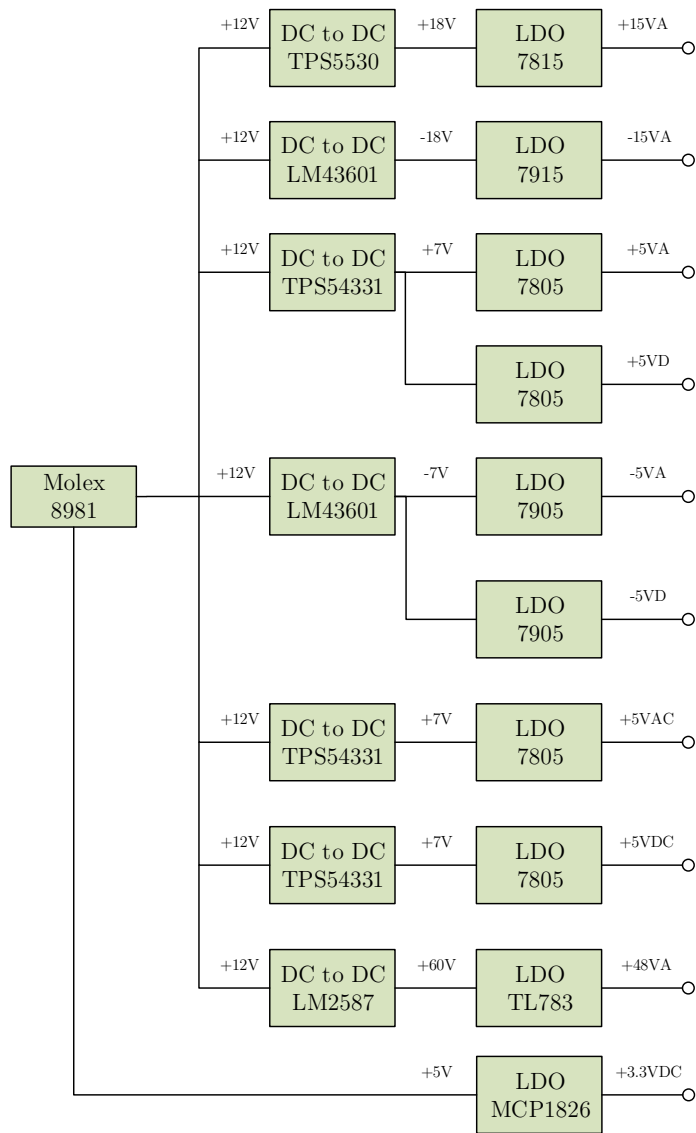 +12V
DC to DC
TPS5530
+18V
LDO
7815
+15VA
+12V
DC to DC
LM43601
-18V
LDO
7915
-15VA
+12V
DC to DC
TPS54331
+7V
LDO
7805
+5VA
LDO
7805
+5VD
Molex
8981
+12V
DC to DC
LM43601
-7V
LDO
7905
-5VA
LDO
7905
-5VD
+12V
DC to DC
TPS54331
+7V
LDO
7805
+5VAC
+12V
DC to DC
TPS54331
+7V
LDO
7805
+5VDC
+12V
DC to DC
LM2587
+60V
LDO
TL783
+48VA
+5V
LDO
MCP1826
+3.3VDC